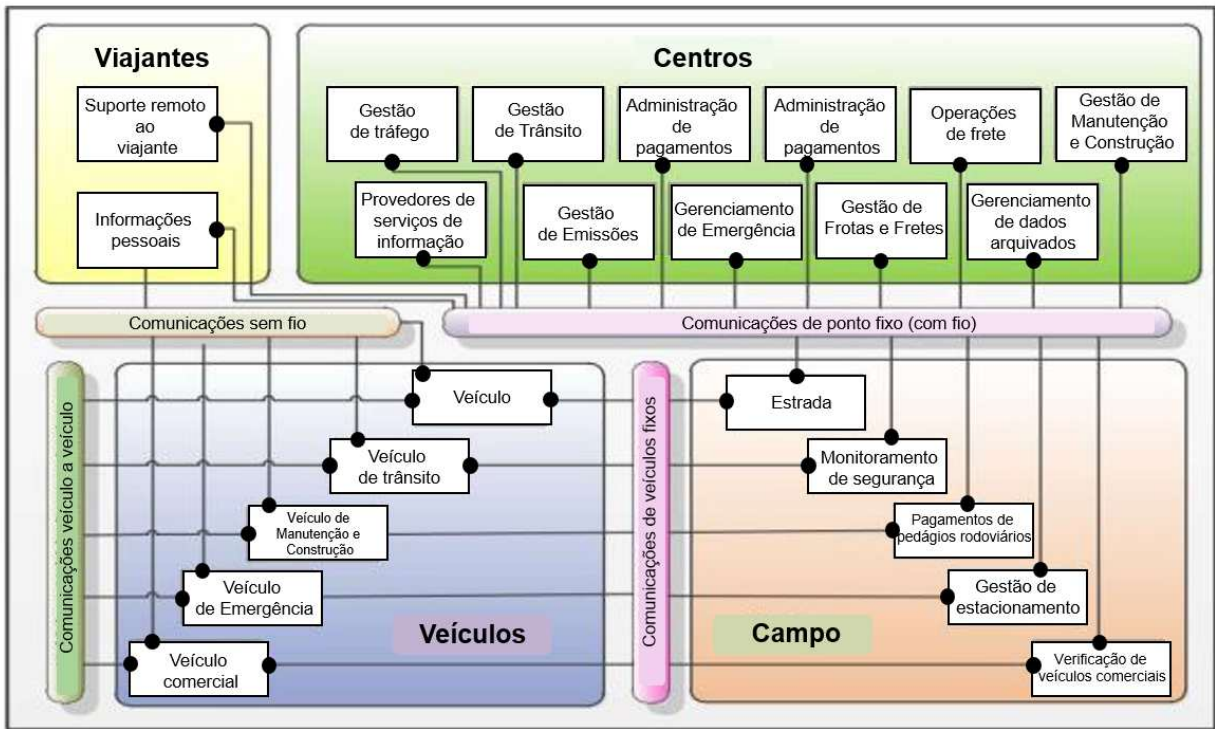 Viajantes
Suporte remoto
ao
viajante
Informações
pessoais
Centros
Gestão
de tráfego
Gestão
de Trânsito
Administração
de
pagamentos
Administração
de
pagamentos
Operações
de frete
Gestão de
Manutenção
e Construção
Provedores de
serviços de
informação
Gestão
de Emissões
Gerenciamento
de Emergência
Gestão de
Frotas e Fretes
Gerenciamento
de dados
arquivados
Comunicações sem fio
Comunicações de ponto fixo (com fio)
Comunicações veículo a veículo
Veículo
Veículo
de trânsito
Veículo de
Manutenção e
Construção
Veículo
de Emergência
Veículos
Veículo
comercial
Comunicações de veículos fixos
Estrada
Monitoramento
de segurança
Pagamentos de
pedágios rodoviários
Gestão de
estacionamento
Campo
Verificação de
veículos comerciais